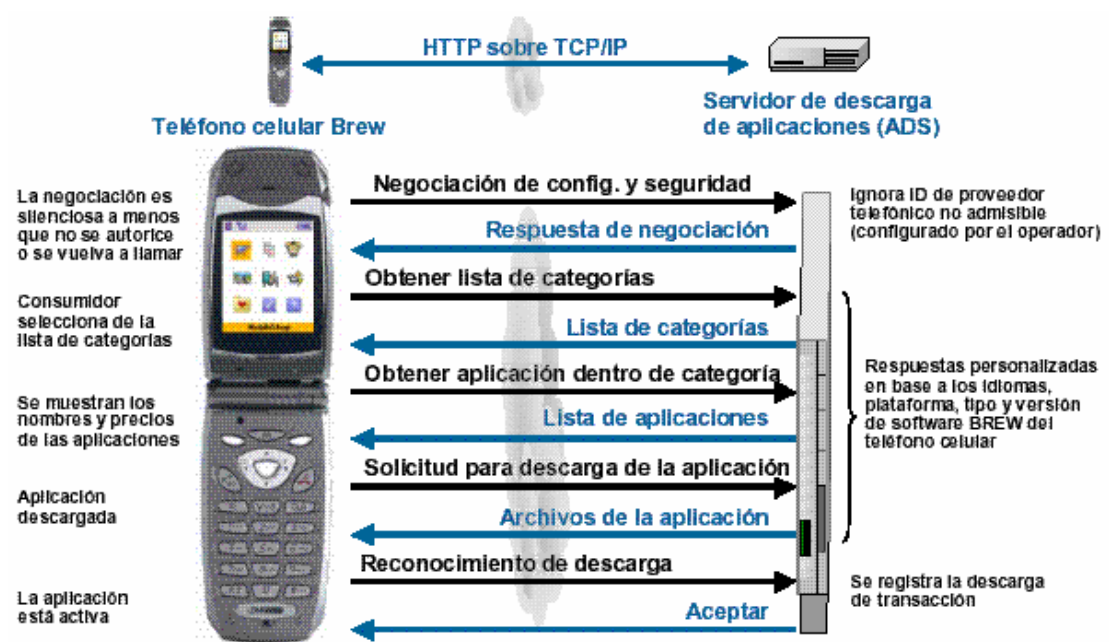 HTTP sobre TCP/IP
Teléfono celular Brew
Servidor de descarga
de aplicaciones (ADS)
La negociación es
silenciosa a menos
que no se autorice
o se vuelva a llamar
Negociación de config. y seguridad
Ignora ID de proveedor
telefónico no admisible
(configurado por el operador)
Respuesta de negociación
Obtener lista de categorías
Consumidor
selecciona de la
lista de categorías
Lista de categorías
Obtener aplicación dentro de categoría
Respuestas personalizadas
en base a los idiomas,
plataforma, tipo y versión
de software BREW del
teléfono celular
Se muestran los
nombres y precios
de las aplicaciones
Lista de aplicaciones
Solicitud para descarga de la aplicación
Aplicación
descargada
Archivos de la aplicación
Reconocimiento de descarga
Se registra la descarga
de transacción
La aplicación
está activa
Aceptar